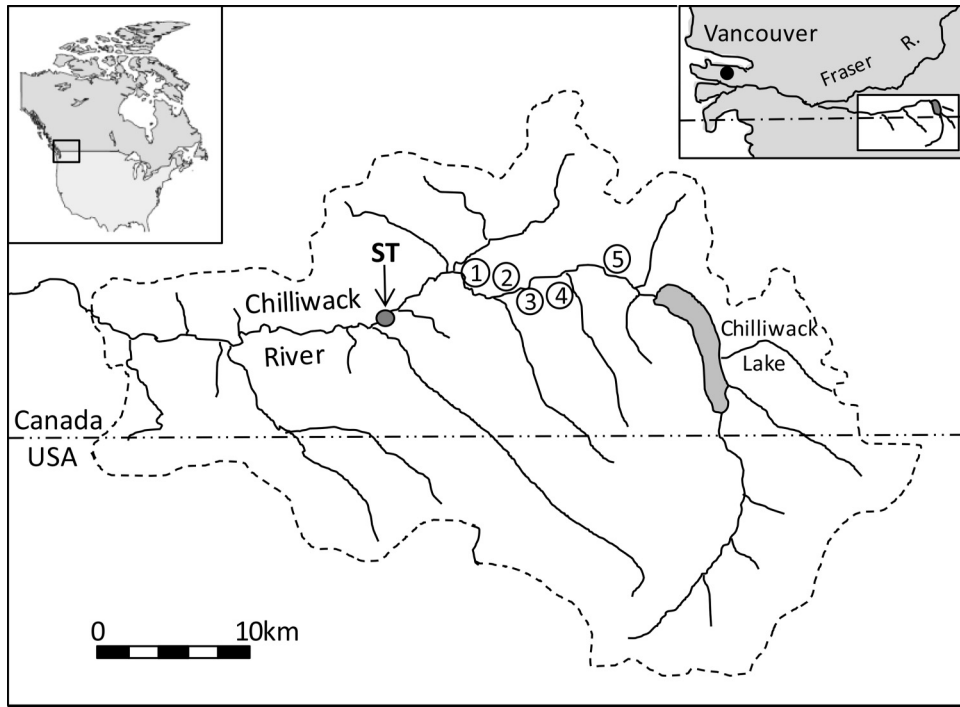 Vancouver
Fraser R.
ST
1
2
3
4
5
Chilliwack
River
Chilliwack
Lake
Canada
USA
0 10km